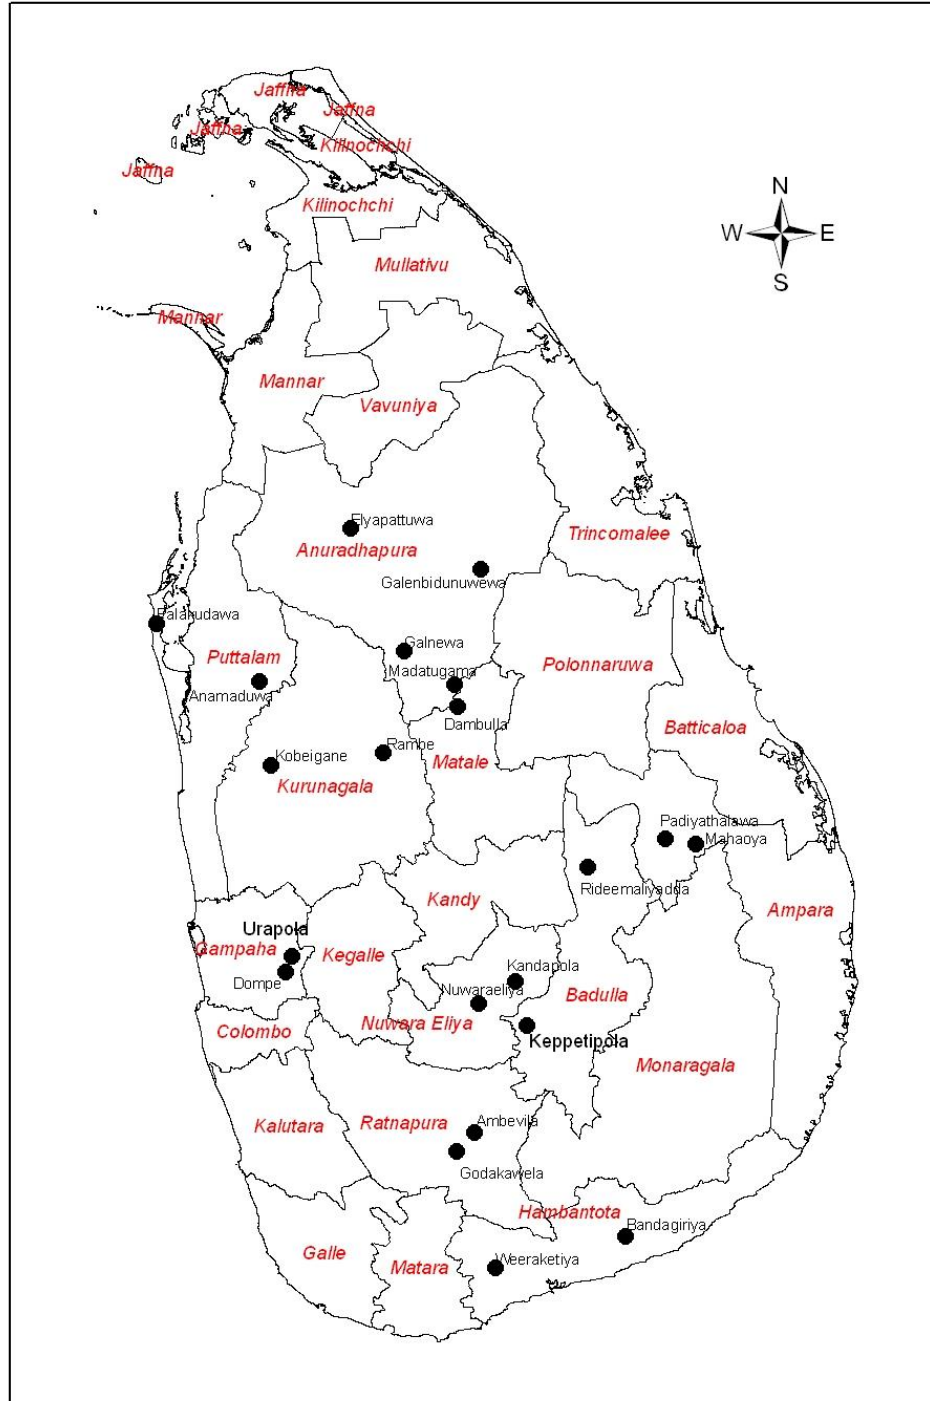 Jaffna
Jaffna
Jaffna
Kilinochchi
Jaffna
N
Kilinochchi
W
E
Mullativu
S
Mannar
Mannar
Vavuniya
Elyapattuwa
Trincomalee
Anuradhapura
Galenbidunuwewa
Palakudawa
Galnewa
Puttalam
Polonnaruwa
Madatugama
Anamaduwa
Dambulla
Batticaloa
Rambe
Kobeigane
Matale
Kurunagala
Padiyathalawa
Mahaoya
Rideemaliyadda
Kandy
Ampara
Urapola
Gampaha
Kegalle
Kandapola
Dompe
Nuwaraeliya
Badulla
Colombo
Nuwara Eliya
Keppetipola
Monaragala
Ambevila
Kalutara
Ratnapura
Godakawela
Hambantota
Bandagiriya
Galle
Weeraketiya
Matara